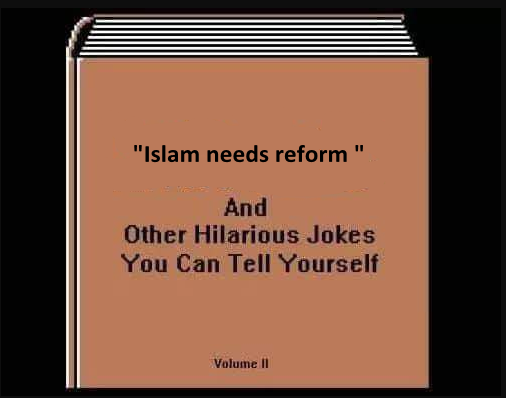 "Islam needs reform "
And
Other Hilarious Jokes
You Can Tell Yourself
Volume II